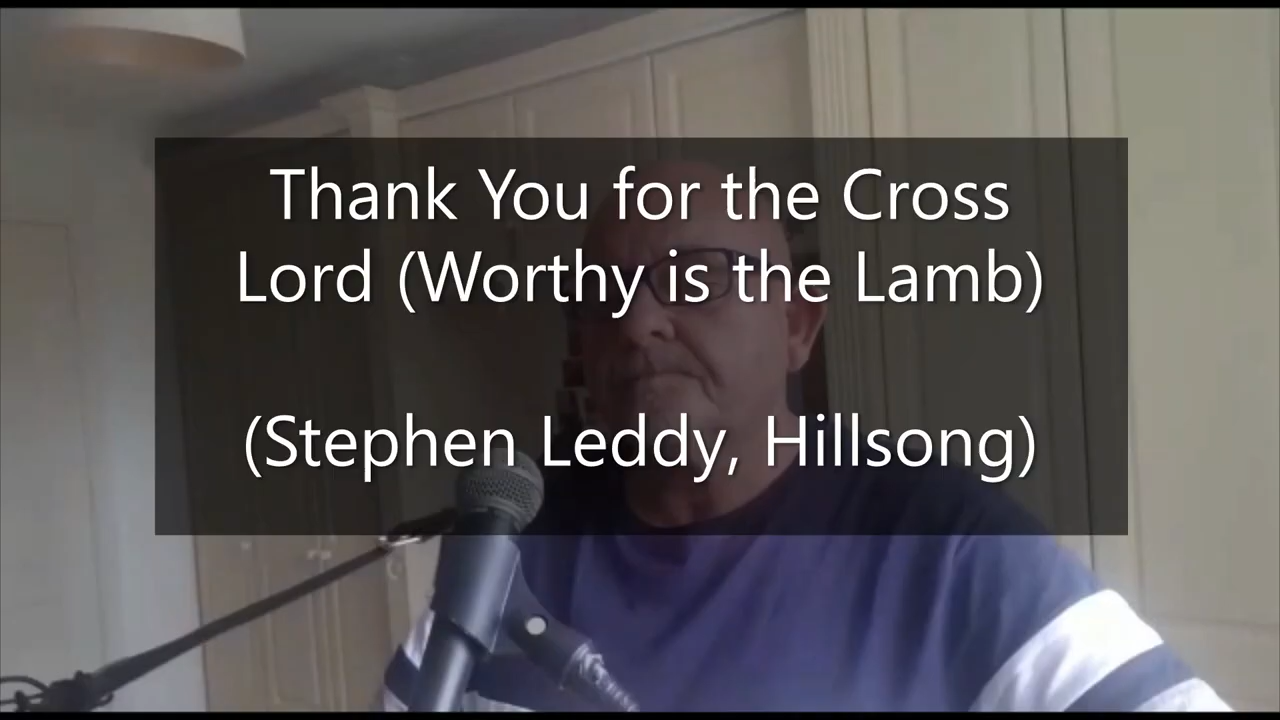 Thank You for the Cross
Lord (Worthy is the Lamb)
(Stephen Leddy, Hillsong)